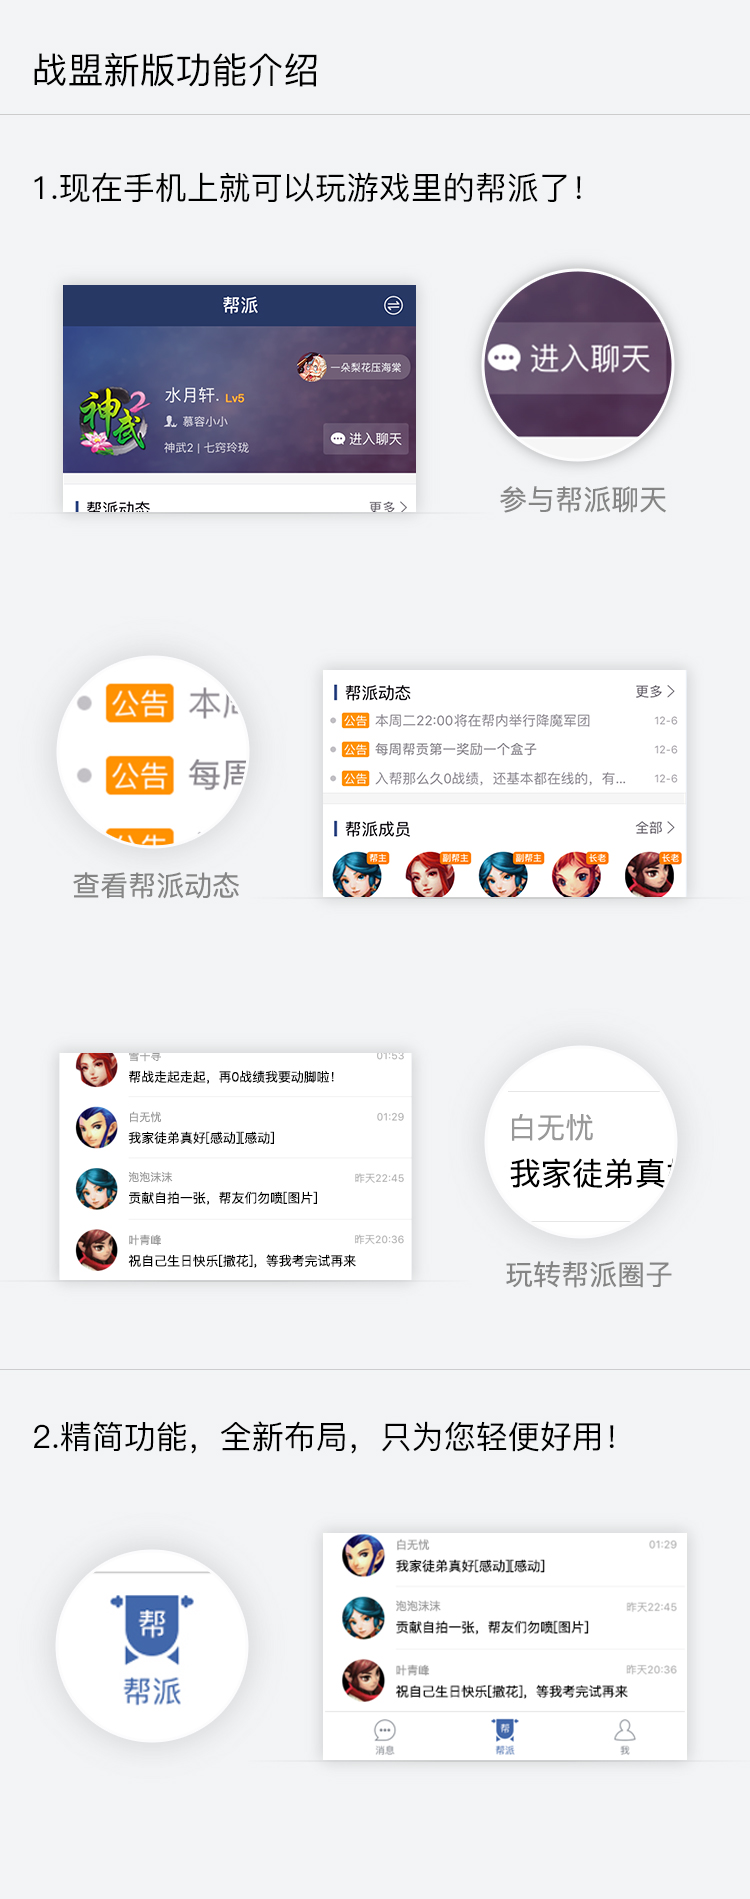 战盟新版功能介绍
1.现在手机上就可以玩游戏里的帮派了！
帮派
一朵梨花压海棠
神武2
水月轩. Lv5
慕容小小
神武2 | 七窍玲珑
进入聊天
帮派动态 更多
进入聊天
参与帮派聊天
公告 本周
公告 每周
公告
查看帮派动态
帮派动态 更多
公告 本周二22:00将在帮内举行降魔军团 12-6
公告 每周帮贡第一奖励一个盒子 12-6
公告 入帮那么久0战绩，还基本都在线的，有... 12-6
帮派成员 全部
帮主 副帮主 副帮主 长老 长老
雪千寻 01:53
帮战走起走起，再0战绩我要动脚啦！
白无忧 01:29
我家徒弟真好[感动][感动]
泡泡沫沫 昨天22:45
贡献自拍一张，帮友们勿喷[图片]
叶青峰 昨天20:36
祝自己生日快乐[撒花]，等我考完试再来
白无忧
我家徒弟真
玩转帮派圈子
2.精简功能，全新布局，只为您轻便好用！
帮
帮派
白无忧 01:29
我家徒弟真好[感动][感动]
泡泡沫沫 昨天22:45
贡献自拍一张，帮友们勿喷[图片]
叶青峰 昨天20:36
祝自己生日快乐[撒花]，等我考完试再来
帮
消息 帮派 我